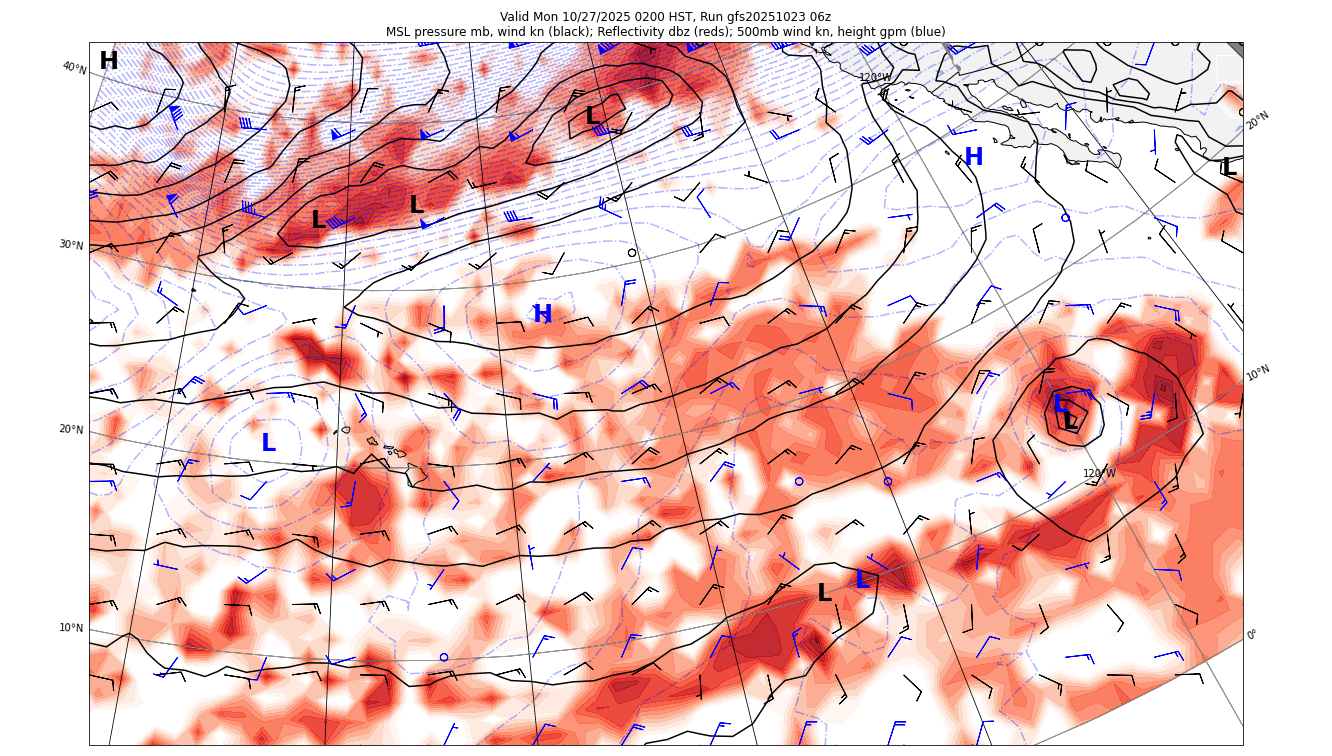 Valid Mon 10/27/2025 0200 HST, Run gfs20251023 06z
MSL pressure mb, wind kn (black); Reflectivity dbz (reds); 500mb wind kn, height gpm (blue)
H
40°N
120°W
L
20°N
H
L
L
L
30°N
H
10°N
L
L
20°N
L
120°W
L
L
10°N
0°